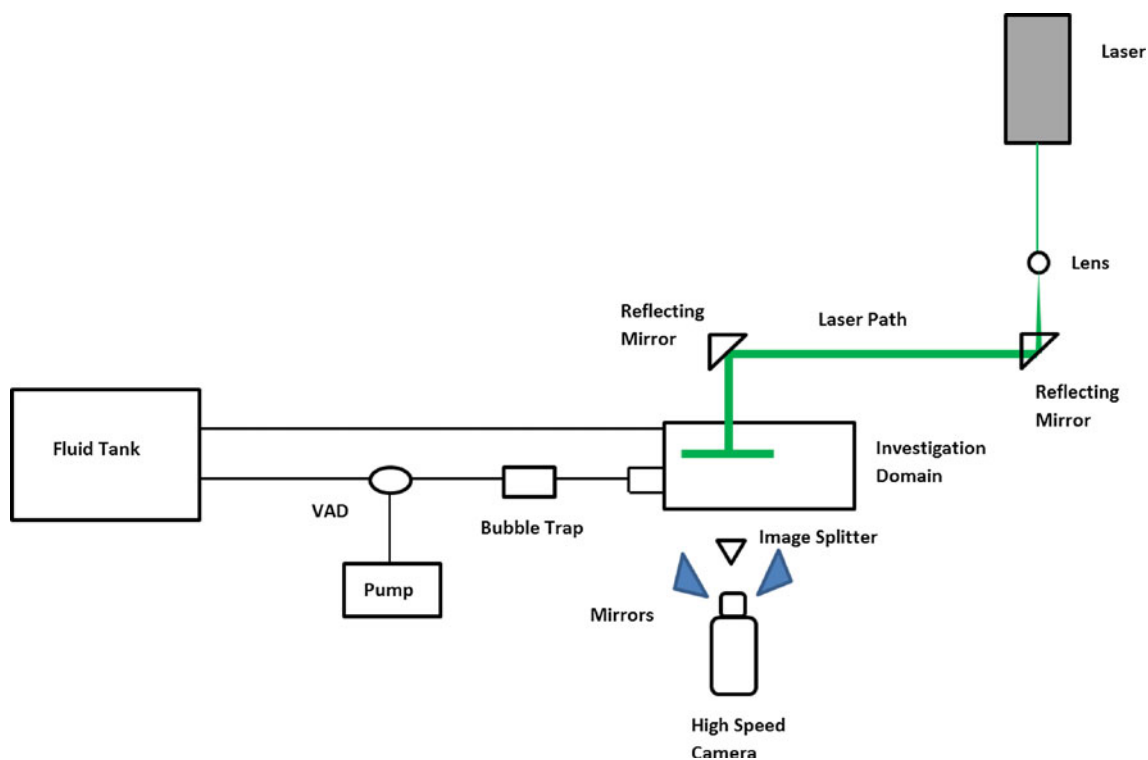 Laser
Lens
Reflecting
Mirror
Laser Path
Reflecting
Mirror
Fluid Tank
Investigation
Domain
VAD
Bubble Trap
Image Splitter
Pump
Mirrors
High Speed
Camera